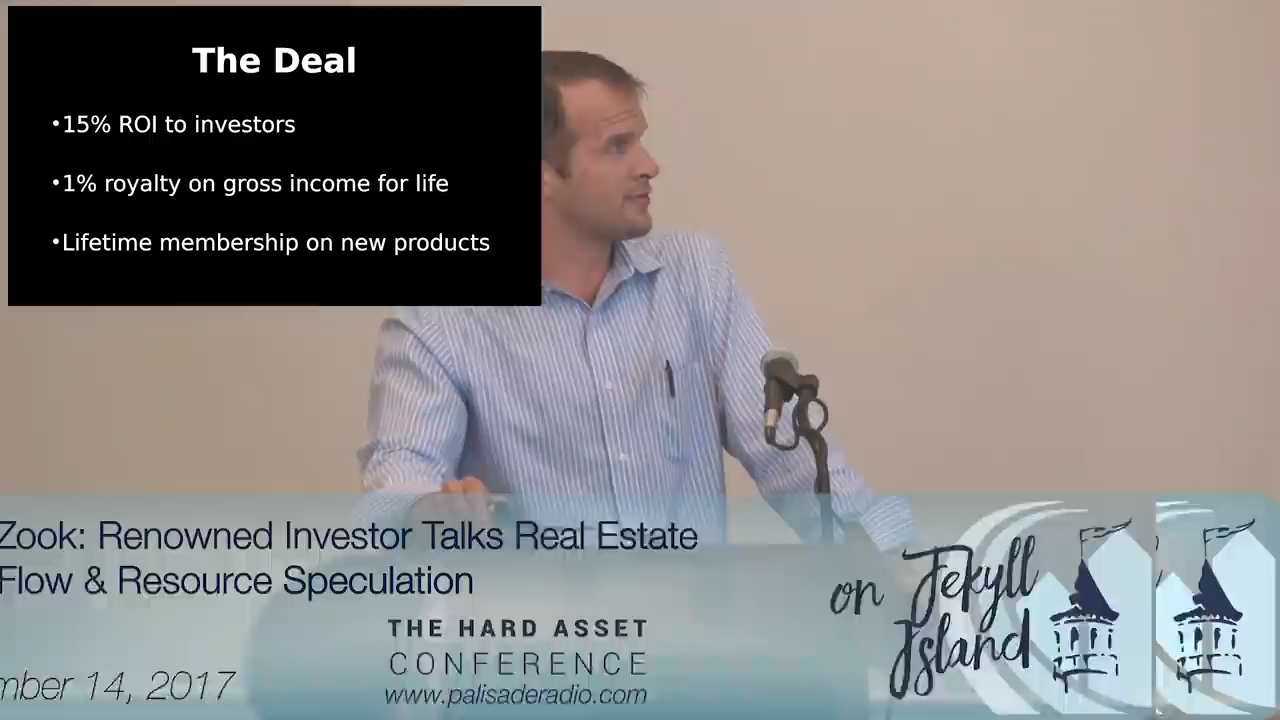 The Deal
•15% ROI to investors
•1% royalty on gross income for life
•Lifetime membership on new products
Zook: Renowned Investor Talks Real Estate
Flow & Resource Speculation
THE HARD ASSET
CONFERENCE
www.palisaderadio.com
mber 14, 2017
on Jekyll
Island